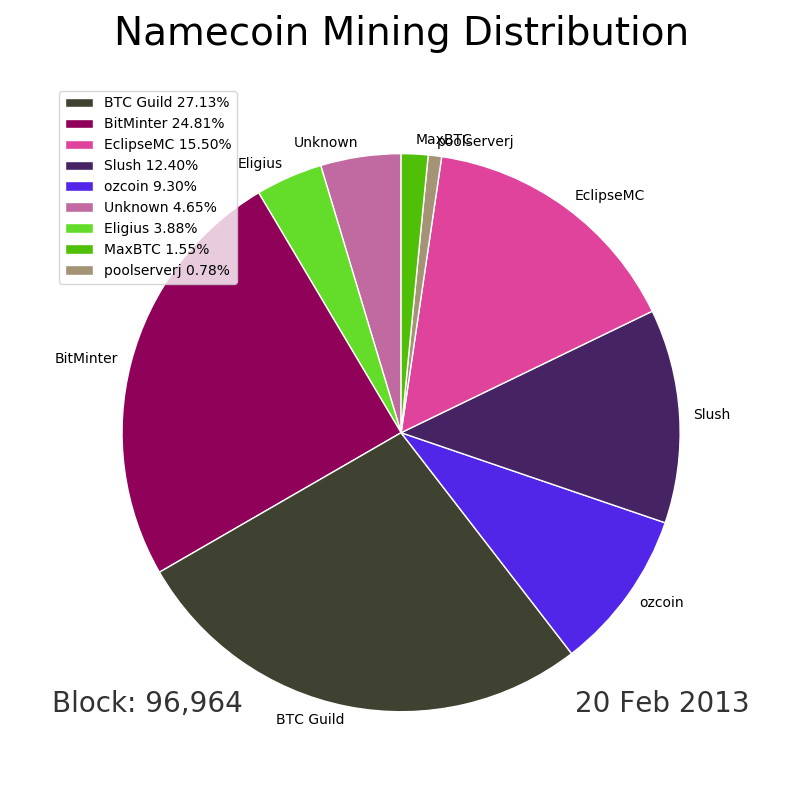 Namecoin Mining Distribution
BTC Guild 27.13%
BitMinter 24.81%
EclipseMC 15.50%
Slush 12.40%
ozcoin 9.30%
Unknown 4.65%
Eligius 3.88%
MaxBTC 1.55%
poolserverj 0.78%
MaxBTC
poolserverj
Unknown
Eligius
EclipseMC
BitMinter
Slush
ozcoin
BTC Guild
Block: 96,964
20 Feb 2013